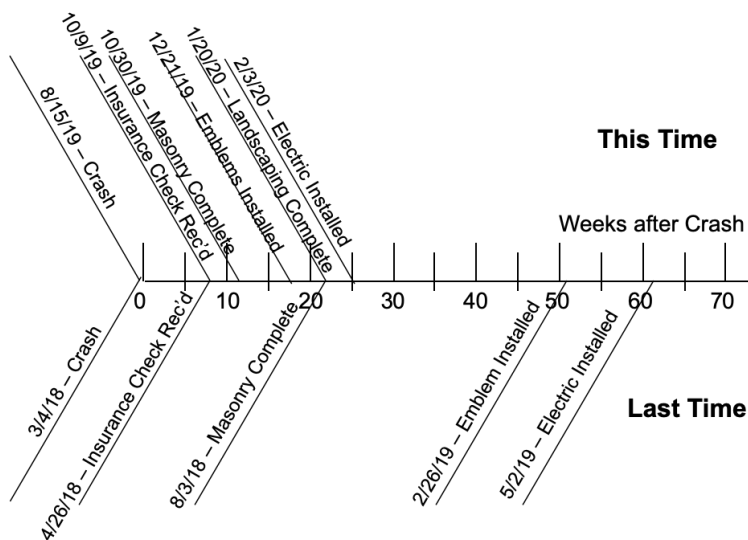 8/15/19 – Crash
10/9/19 – Insurance Check Rec'd
10/30/19 – Masonry Complete
12/21/19 – Emblems Installed
1/20/20 – Landscaping Complete
2/3/20 – Electric Installed
This Time
Weeks after Crash
0 10 20 30 40 50 60 70
3/4/18 – Crash
4/26/18 – Insurance Check Rec'd
8/3/18 – Masonry Complete
2/26/19 – Emblem Installed
5/2/19 – Electric Installed
Last Time